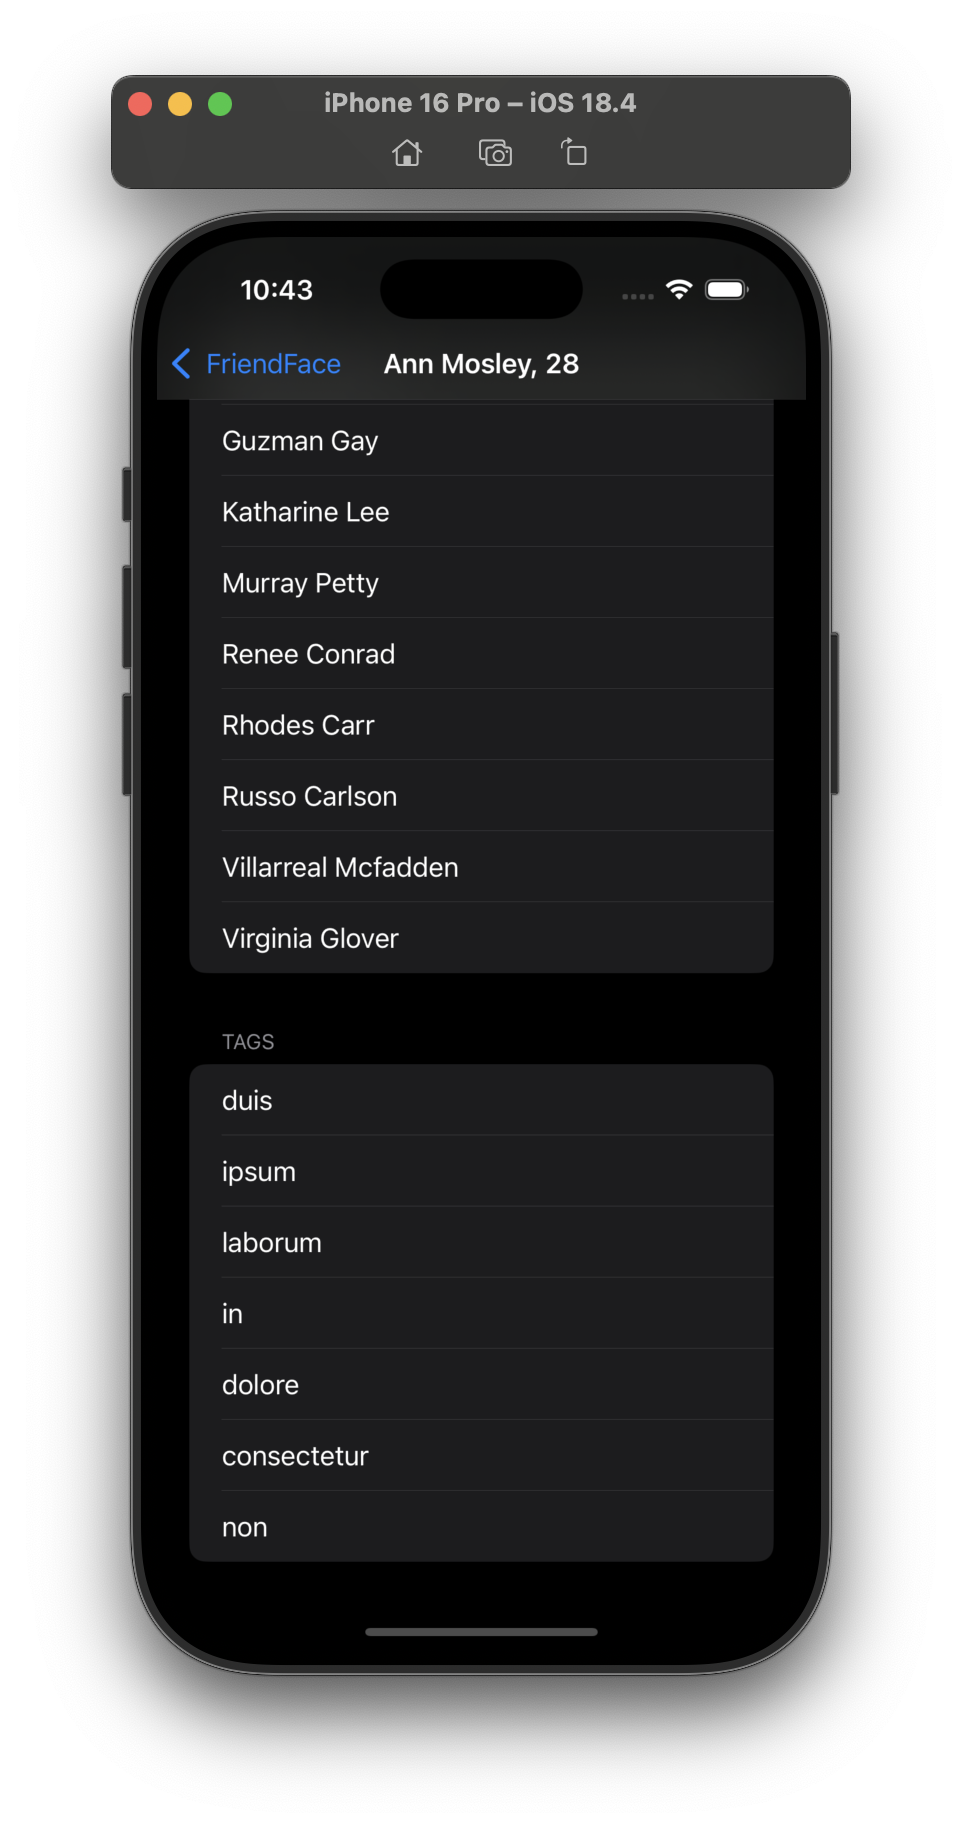 iPhone 16 Pro – iOS 18.4
10:43
FriendFace
Ann Mosley, 28
Guzman Gay
Katharine Lee
Murray Petty
Renee Conrad
Rhodes Carr
Russo Carlson
Villarreal Mcfadden
Virginia Glover
TAGS
duis
ipsum
laborum
in
dolore
consectetur
non